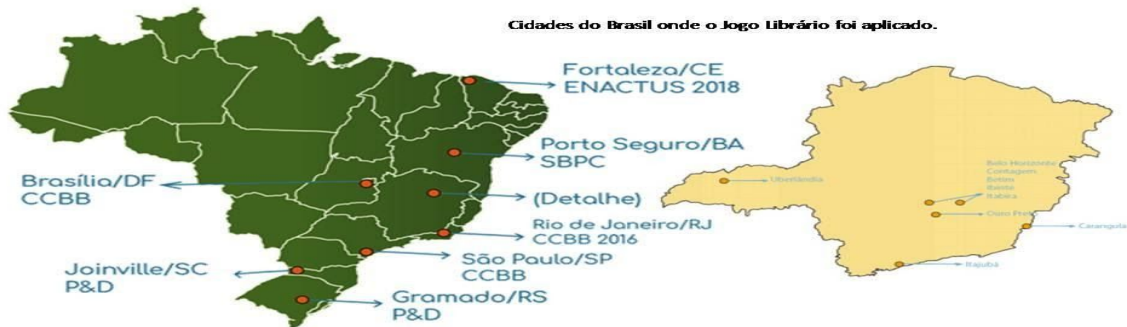 Cidades do Brasil onde o Jogo Librário foi aplicado.
Fortaleza/CE
ENACTUS 2018
Porto Seguro/BA
SBPC
Brasília/DF
CCBB
(Detalhe)
Rio de Janeiro/RJ
CCBB 2016
São Paulo/SP
CCBB
Joinville/SC
P&D
Gramado/RS
P&D
Belo Horizonte
Contagem
Betim
Ibirité
Itabira
Uberlândia
Ouro Preto
Carangola
Itajubá